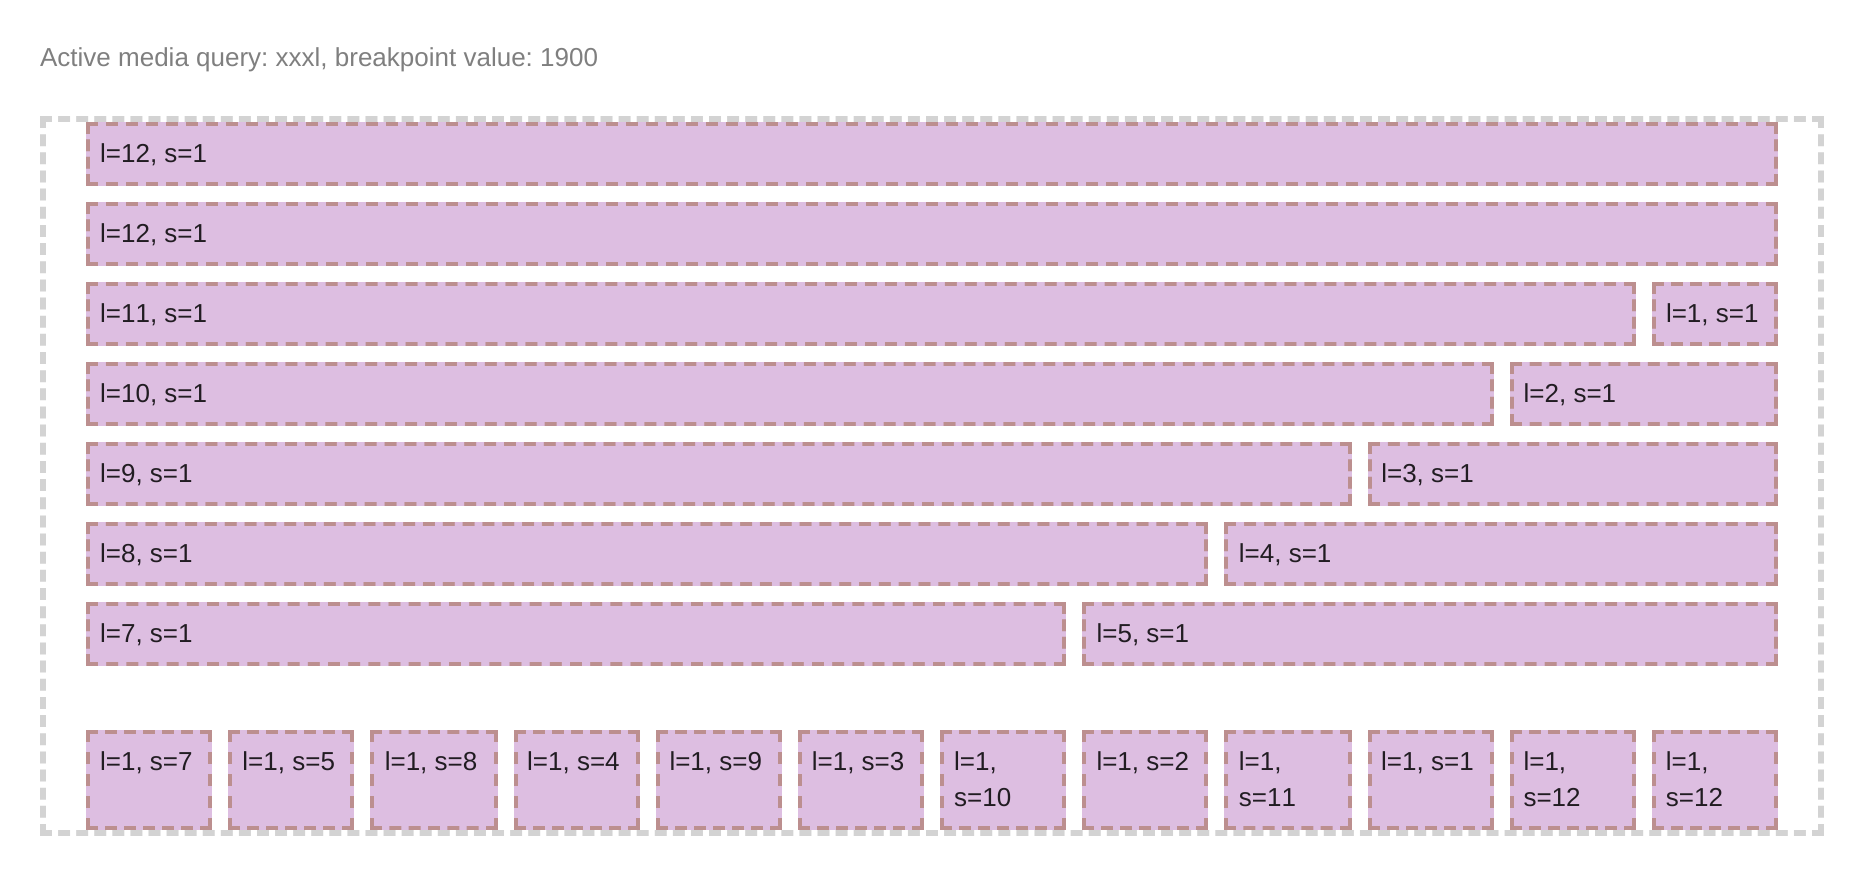 Active media query: xxxl, breakpoint value: 1900
l=12, s=1
l=12, s=1
l=11, s=1
l=1, s=1
l=10, s=1
l=2, s=1
l=9, s=1
l=3, s=1
l=8, s=1
l=4, s=1
l=7, s=1
l=5, s=1
l=1, s=7
l=1, s=5
l=1, s=8
l=1, s=4
l=1, s=9
l=1, s=3
l=1,
s=10
l=1, s=2
l=1,
s=11
l=1, s=1
l=1,
s=12
l=1,
s=12